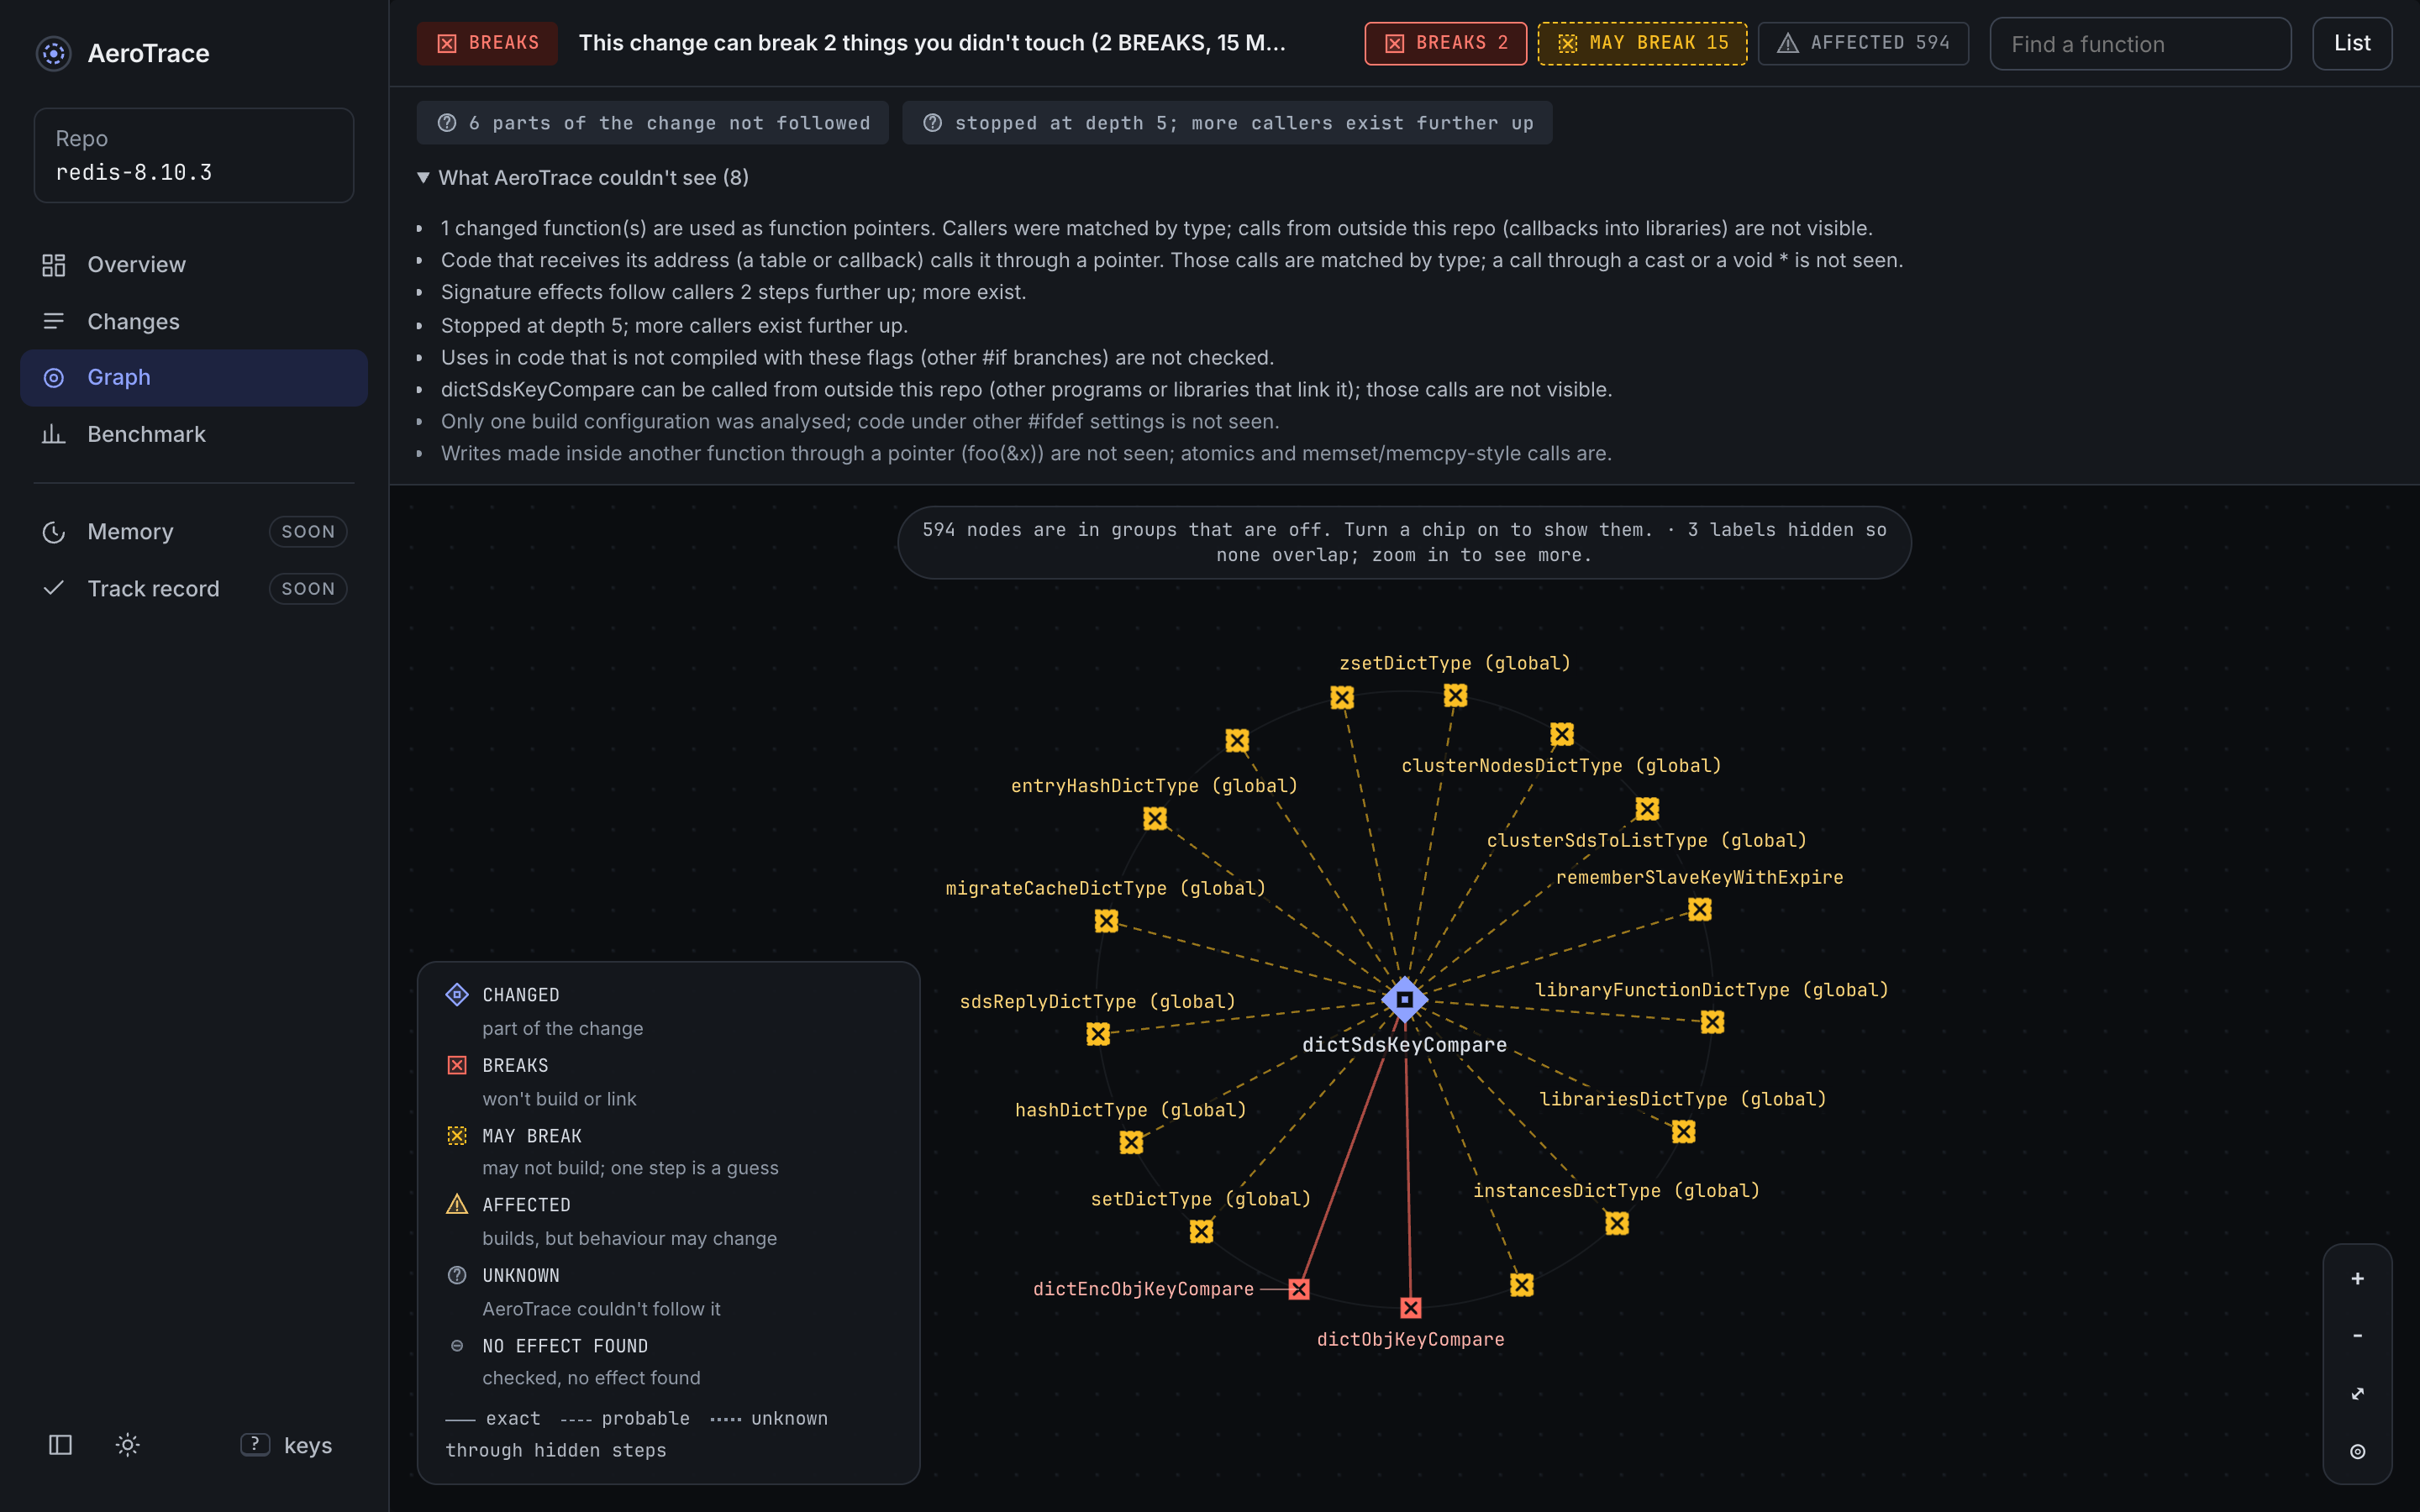 AeroTrace
Repo
redis-8.10.3
Overview
Changes
Graph
Benchmark
Memory SOON
Track record SOON
? keys
BREAKS This change can break 2 things you didn't touch (2 BREAKS, 15 M...
BREAKS 2 MAY BREAK 15 AFFECTED 594 Find a function List
6 parts of the change not followed stopped at depth 5; more callers exist further up
What AeroTrace couldn't see (8)
1 changed function(s) are used as function pointers. Callers were matched by type; calls from outside this repo (callbacks into libraries) are not visible.
Code that receives its address (a table or callback) calls it through a pointer. Those calls are matched by type; a call through a cast or a void * is not seen.
Signature effects follow callers 2 steps further up; more exist.
Stopped at depth 5; more callers exist further up.
Uses in code that is not compiled with these flags (other #if branches) are not checked.
dictSdsKeyCompare can be called from outside this repo (other programs or libraries that link it); those calls are not visible.
Only one build configuration was analysed; code under other #ifdef settings is not seen.
Writes made inside another function through a pointer (foo(&x)) are not seen; atomics and memset/memcpy-style calls are.
594 nodes are in groups that are off. Turn a chip on to show them. · 3 labels hidden so
none overlap; zoom in to see more.
zsetDictType (global)
clusterNodesDictType (global)
entryHashDictType (global)
clusterSdsToListType (global)
rememberSlaveKeyWithExpire
migrateCacheDictType (global)
libraryFunctionDictType (global)
sdsReplyDictType (global)
dictSdsKeyCompare
librariesDictType (global)
hashDictType (global)
instancesDictType (global)
setDictType (global)
dictEncObjKeyCompare
dictObjKeyCompare
CHANGED
part of the change
BREAKS
won't build or link
MAY BREAK
may not build; one step is a guess
AFFECTED
builds, but behaviour may change
UNKNOWN
AeroTrace couldn't follow it
NO EFFECT FOUND
checked, no effect found
exact probable unknown
through hidden steps
+
-